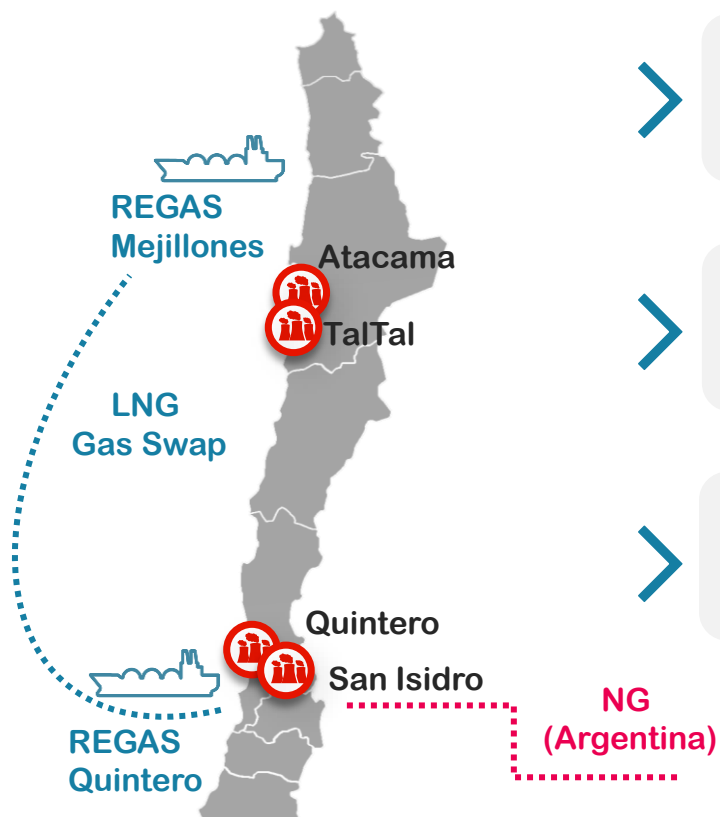 REGAS
Mejillones
Atacama
TalTal
LNG
Gas Swap
Quintero
San Isidro
NG
(Argentina)
REGAS
Quintero